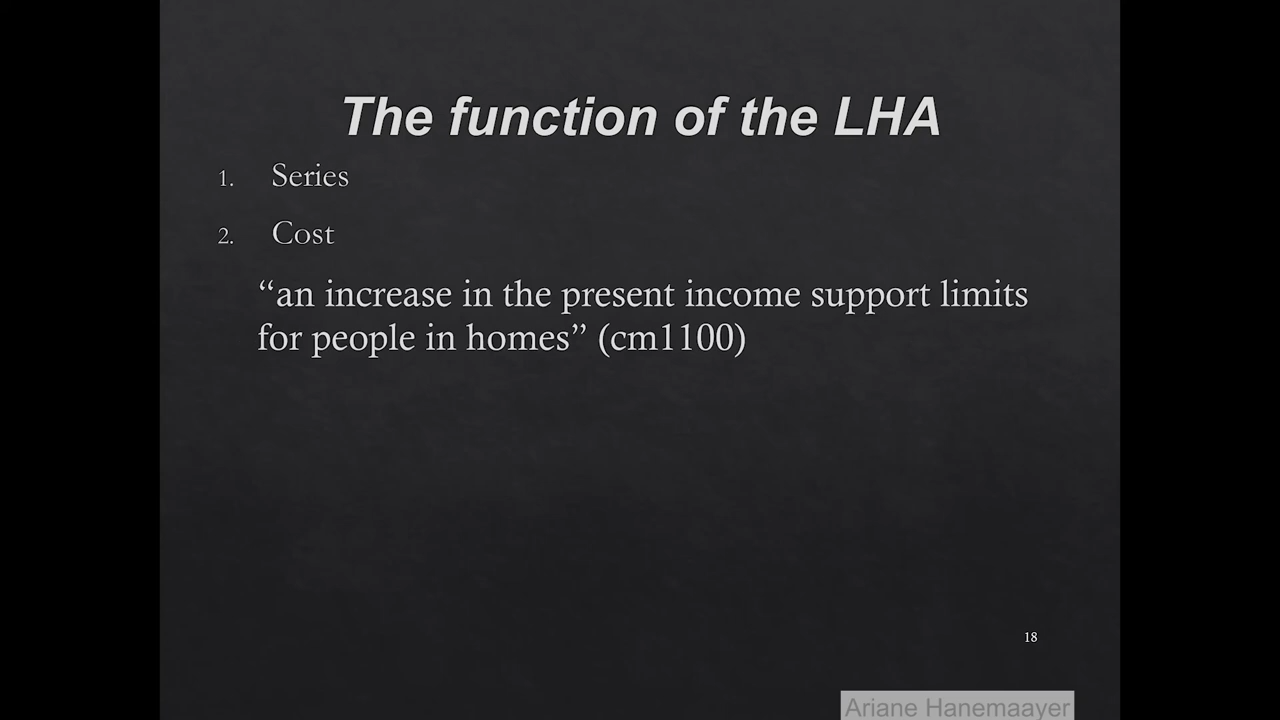 The function of the LHA
1. Series
2. Cost
“an increase in the present income support limits
for people in homes” (cm1100)
18
Ariane Hanemaayer